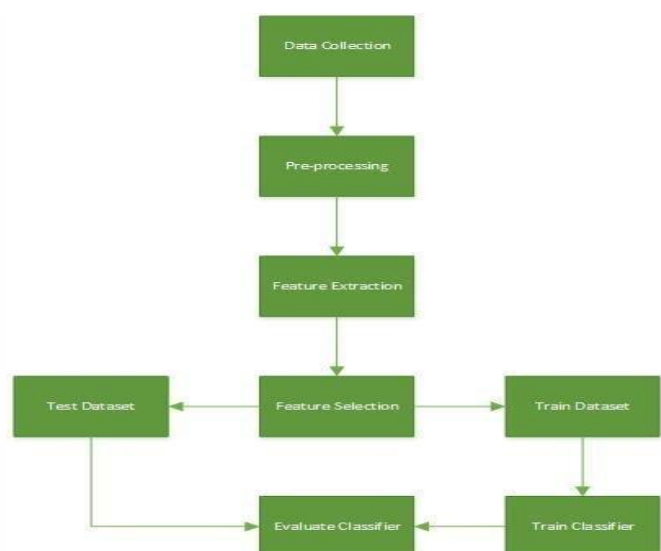 Data Collection
Pre-processing
Feature Extraction
Test Dataset
Feature Selection
Train Dataset
Evaluate Classifier
Train Classifier